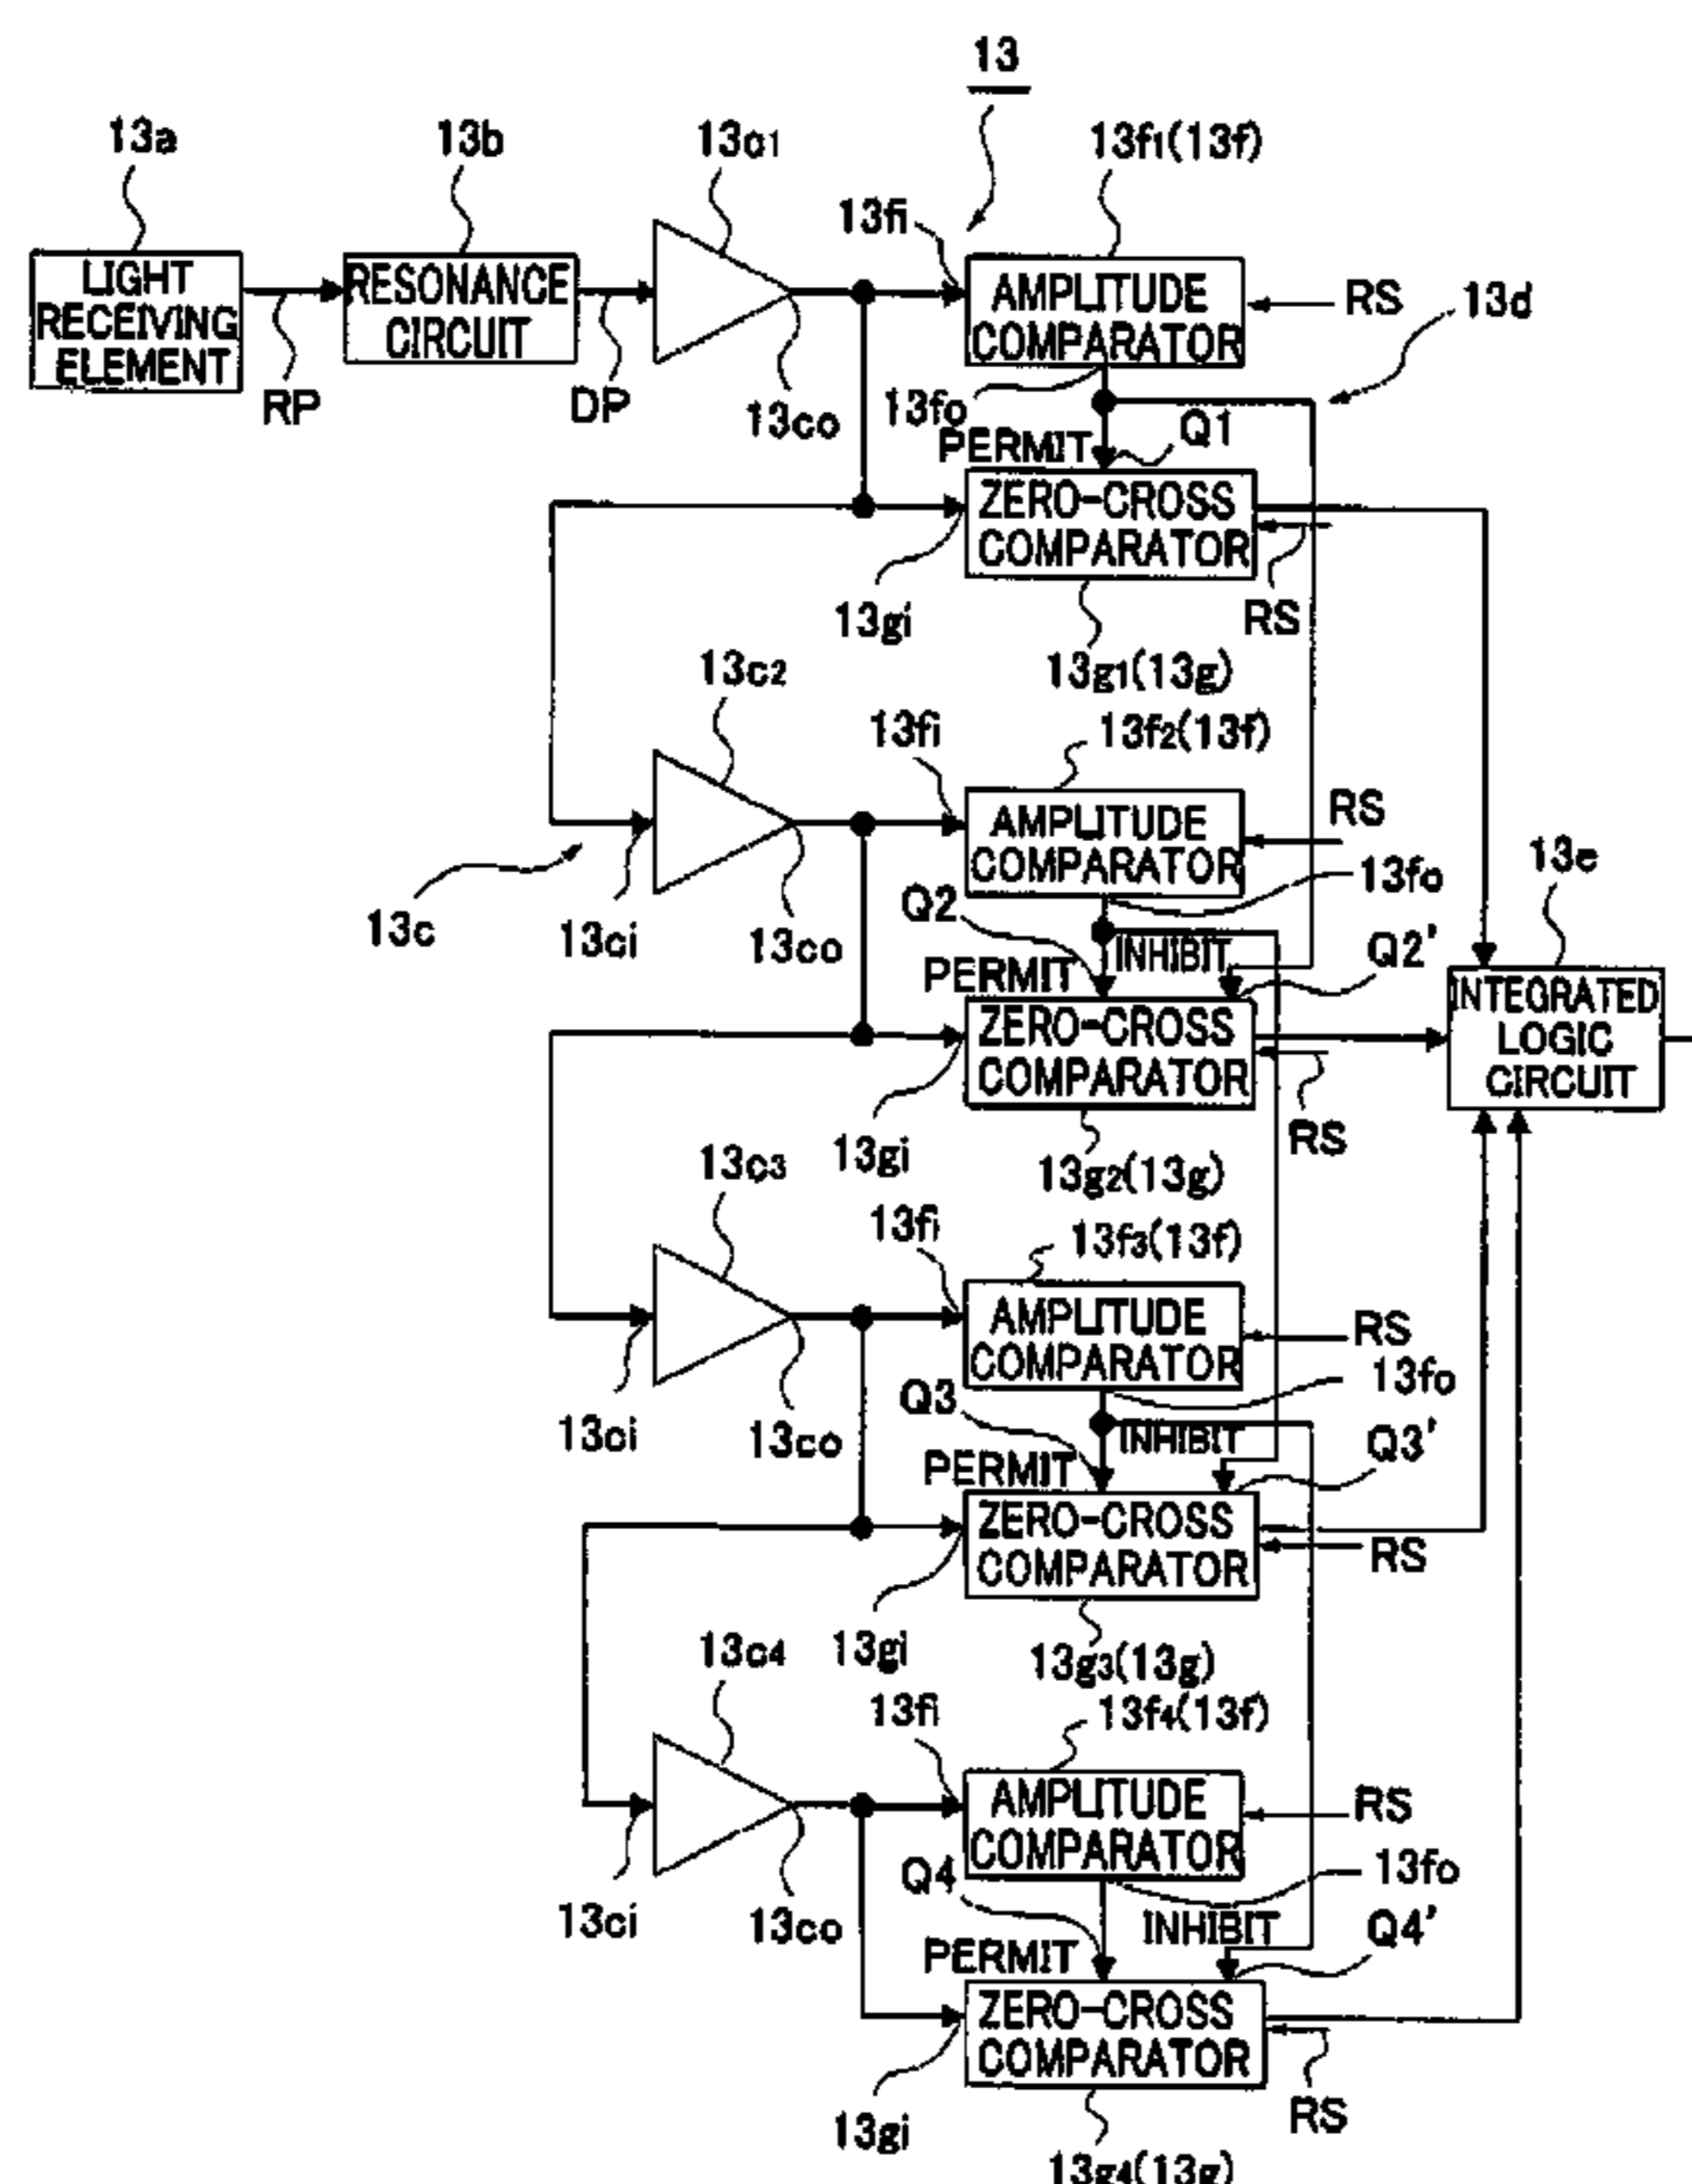 13
13a
13b
13c1
13f1(13f)
13fi
LIGHT
RECEIVING
ELEMENT
RESONANCE
CIRCUIT
AMPLITUDE
COMPARATOR
RS
13d
RP
DP
13co
13fo
PERMIT
Q1
ZERO-CROSS
COMPARATOR
13gi
RS
13g1(13g)
13c2
13fi
13f2(13f)
AMPLITUDE
COMPARATOR
RS
13e
13fo
13c
13ci
13co
Q2
PERMIT
INHIBIT
Q2'
ZERO-CROSS
COMPARATOR
INTEGRATED
LOGIC
CIRCUIT
RS
13gi
13g2(13g)
13c3
13fi
13f3(13f)
AMPLITUDE
COMPARATOR
RS
13fo
13ci
13co
Q3
PERMIT
INHIBIT
Q3'
ZERO-CROSS
COMPARATOR
RS
13gi
13g3(13g)
13c4
13fi
13f4(13f)
AMPLITUDE
COMPARATOR
RS
13fo
13ci
13co
Q4
PERMIT
INHIBIT
Q4'
ZERO-CROSS
COMPARATOR
RS
13gi
13g4(13g)